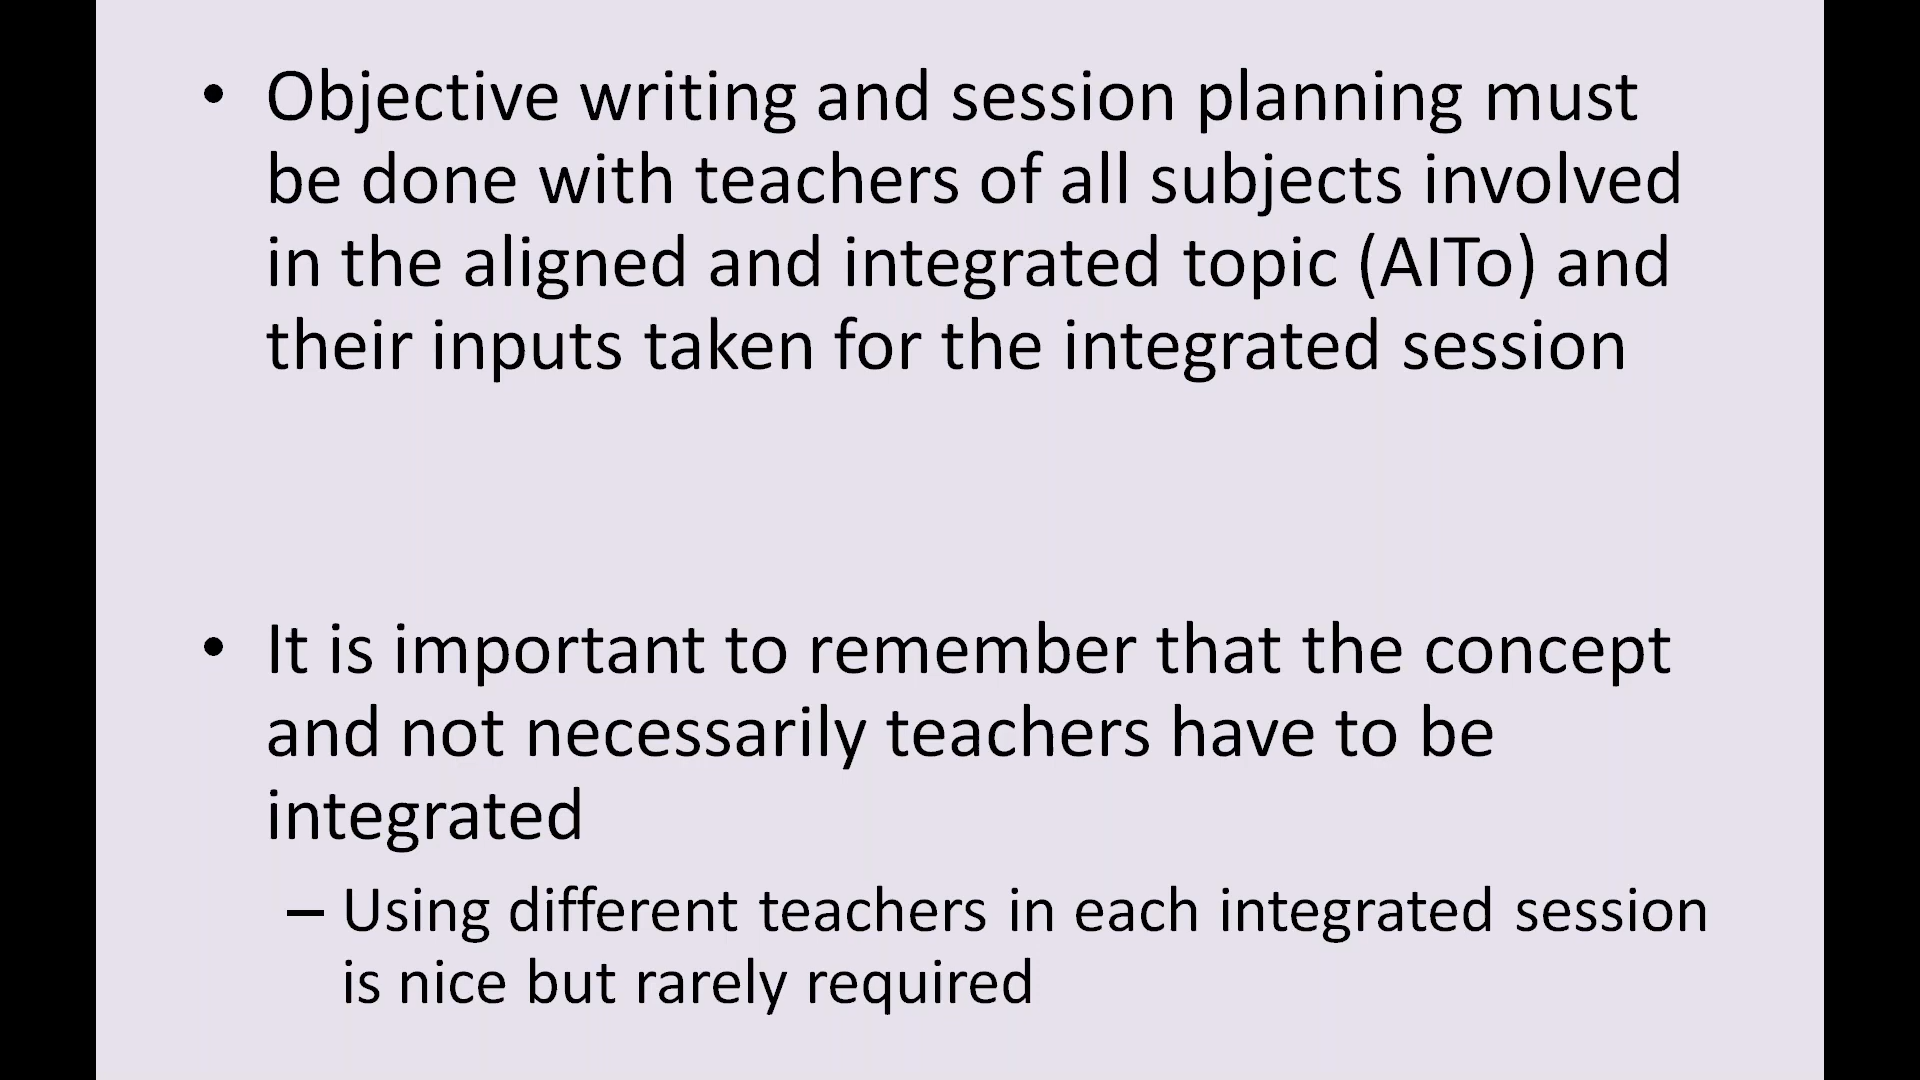 • Objective writing and session planning must
be done with teachers of all subjects involved
in the aligned and integrated topic (AITo) and
their inputs taken for the integrated session
• It is important to remember that the concept
and not necessarily teachers have to be
integrated
– Using different teachers in each integrated session
is nice but rarely required